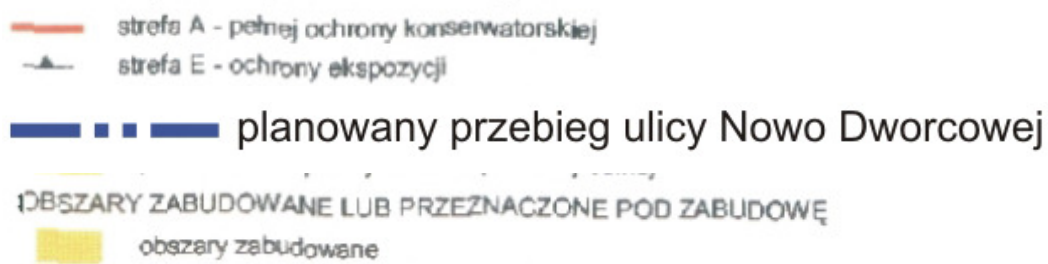 strefa A - pełnej ochrony konserwatorskiej
strefa E - ochrony ekspozycji
planowany przebieg ulicy Nowo Dworcowej
OBSZARY ZABUDOWANE LUB PRZEZNACZONE POD ZABUDOWĘ
obszary zabudowane